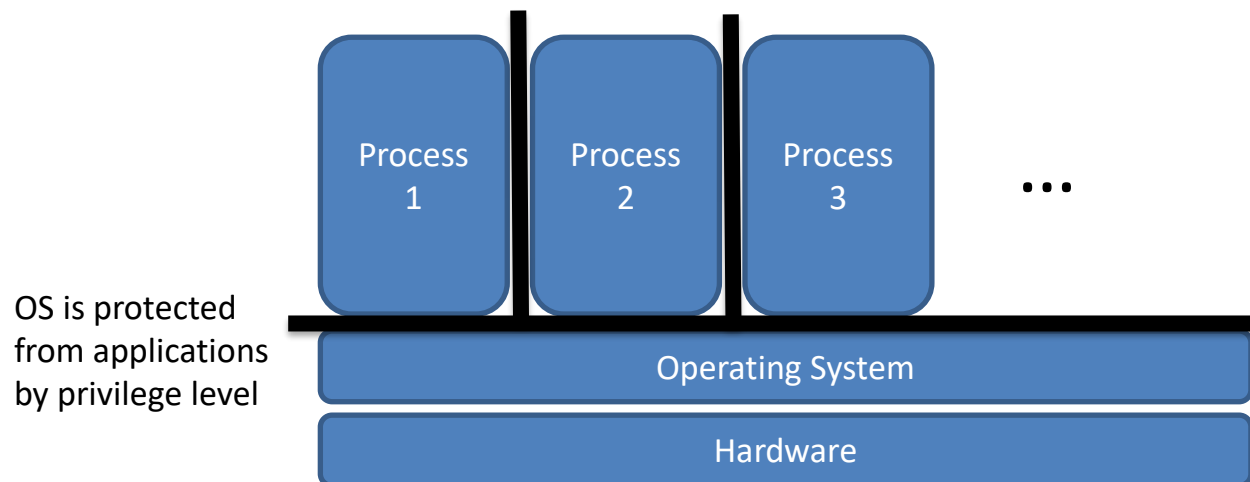 Process
1
Process
2
Process
3
...
OS is protected
from applications
by privilege level
Operating System
Hardware